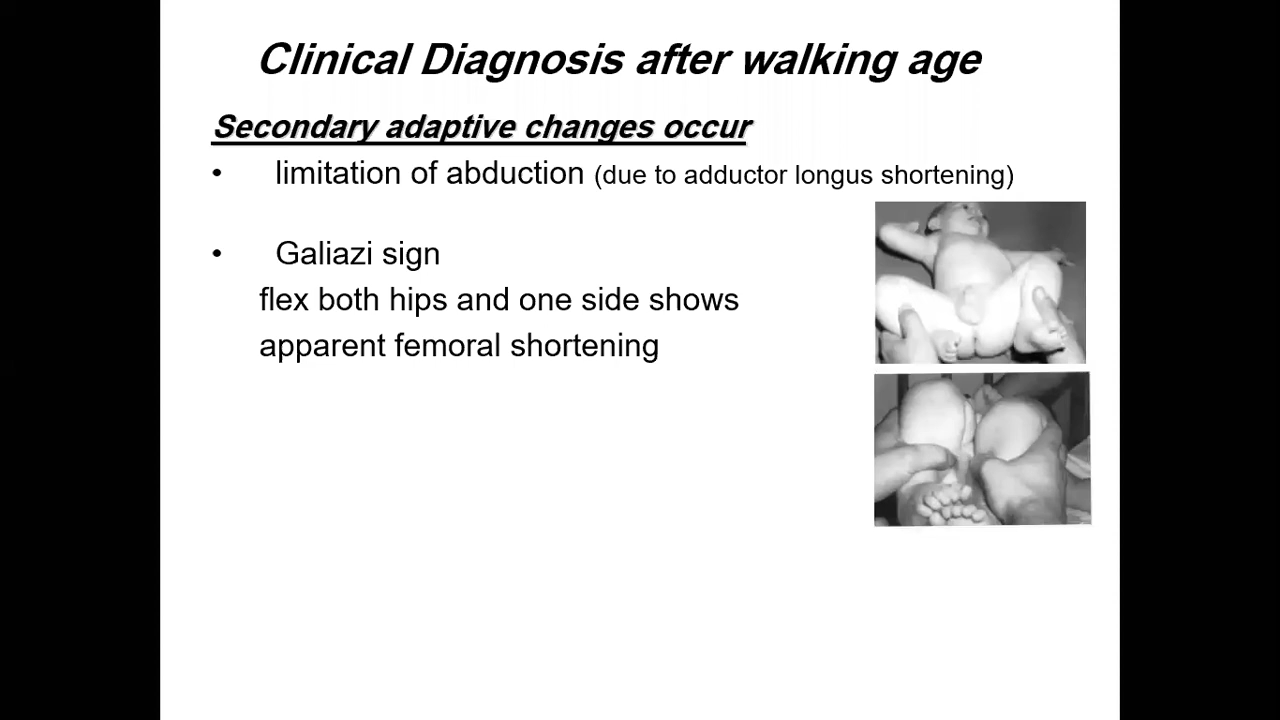 Clinical Diagnosis after walking age
Secondary adaptive changes occur
• limitation of abduction (due to adductor longus shortening)
• Galiazi sign
flex both hips and one side shows
apparent femoral shortening